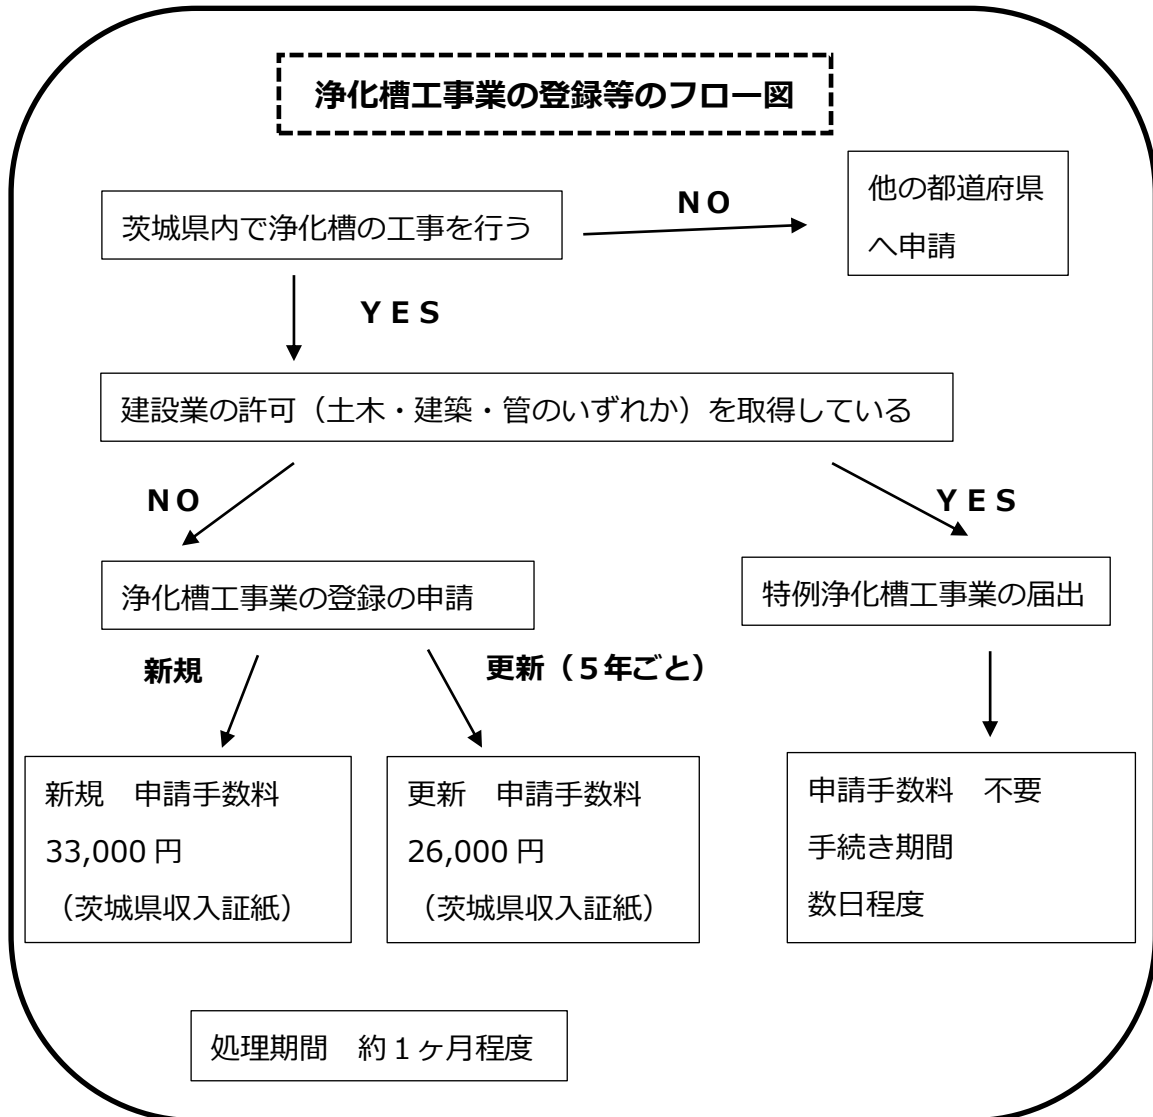 浄化槽工事業の登録等のフロー図
茨城県内で浄化槽の工事を行う
ＮＯ
他の都道府県
へ申請
ＹＥＳ
建設業の許可（土木・建築・管のいずれか）を取得している
ＮＯ
ＹＥＳ
浄化槽工事業の登録の申請
特例浄化槽工事業の届出
新規
更新（５年ごと）
新規　申請手数料
33,000 円
（茨城県収入証紙）
更新　申請手数料
26,000 円
（茨城県収入証紙）
申請手数料　不要
手続き期間
数日程度
処理期間　約１ヶ月程度